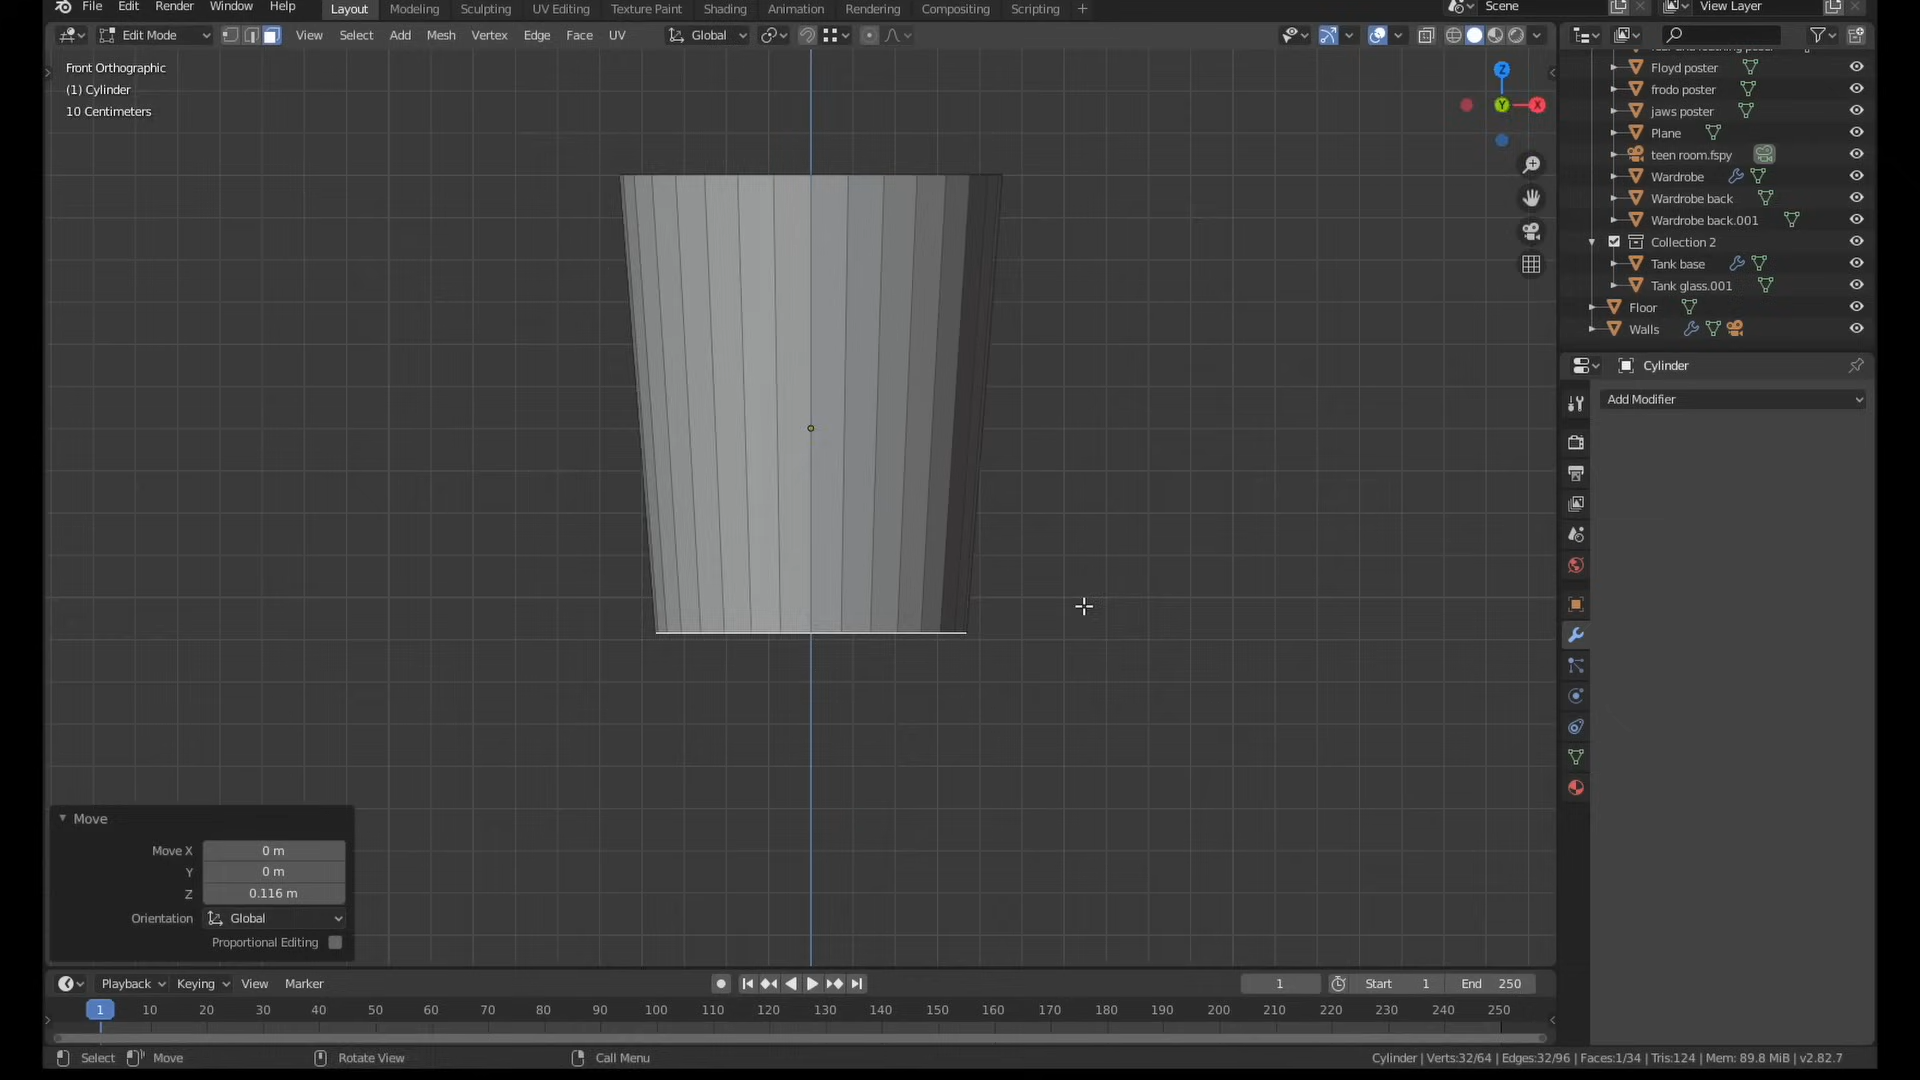 File Edit Render Window Help Layout Modeling Sculpting UV Editing Texture Paint Shading Animation Rendering Compositing Scripting + Scene View Layer
Edit Mode View Select Add Mesh Vertex Edge Face UV Global
Front Orthographic
(1) Cylinder
10 Centimeters
Z
Y
X
Floyd poster
frodo poster
jaws poster
Plane
teen room.fspy
Wardrobe
Wardrobe back
Wardrobe back.001
Collection 2
Tank base
Tank glass.001
Floor
Walls
Cylinder
Add Modifier
Move
Move X 0 m
Y 0 m
Z 0.116 m
Orientation Global
Proportional Editing
Playback Keying View Marker 1 Start 1 End 250
1 10 20 30 40 50 60 70 80 90 100 110 120 130 140 150 160 170 180 190 200 210 220 230 240 250
Select Move Rotate View Call Menu Cylinder | Verts:32/64 | Edges:32/96 | Faces:1/34 | Tris:124 | Mem: 89.8 MiB | v2.82.7